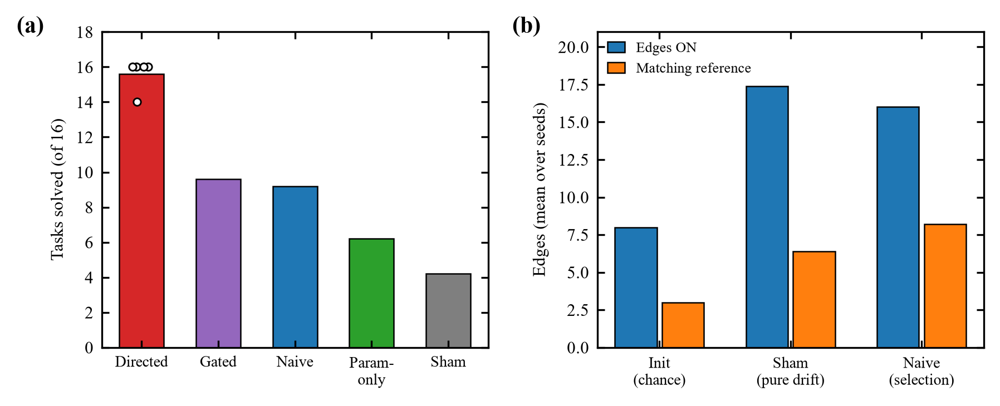 (a)
18
16
14
12
10
8
6
4
2
0
Tasks solved (of 16)
Directed
Gated
Naive
Param-
only
Sham
(b)
Edges ON
Matching reference
20.0
17.5
15.0
12.5
10.0
7.5
5.0
2.5
0.0
Edges (mean over seeds)
Init
(chance)
Sham
(pure drift)
Naive
(selection)